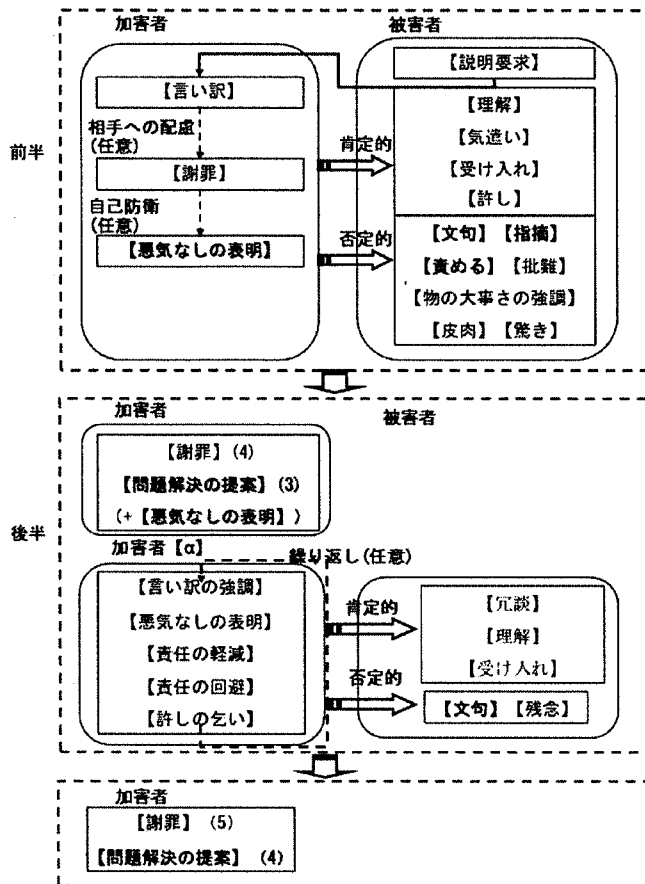 加害者
被害者
【説明要求】
【言い訳】
相手への配慮
(任意)
前半
【謝罪】
自己防衛
(任意)
【悪気なしの表明】
肯定的
【理解】
【気遣い】
【受け入れ】
【許し】
否定的
【文句】【指摘】
【責める】【批難】
【物の大事さの強調】
【皮肉】【驚き】
加害者
被害者
【謝罪】(4)
【問題解決の提案】(3)
(+【悪気なしの表明】)
後半
加害者【α】
繰り返し(任意)
【言い訳の強調】
【悪気なしの表明】
【責任の軽減】
【責任の回避】
【許しの乞い】
肯定的
【冗談】
【理解】
【受け入れ】
否定的
【文句】【残念】
加害者
【謝罪】(5)
【問題解決の提案】(4)